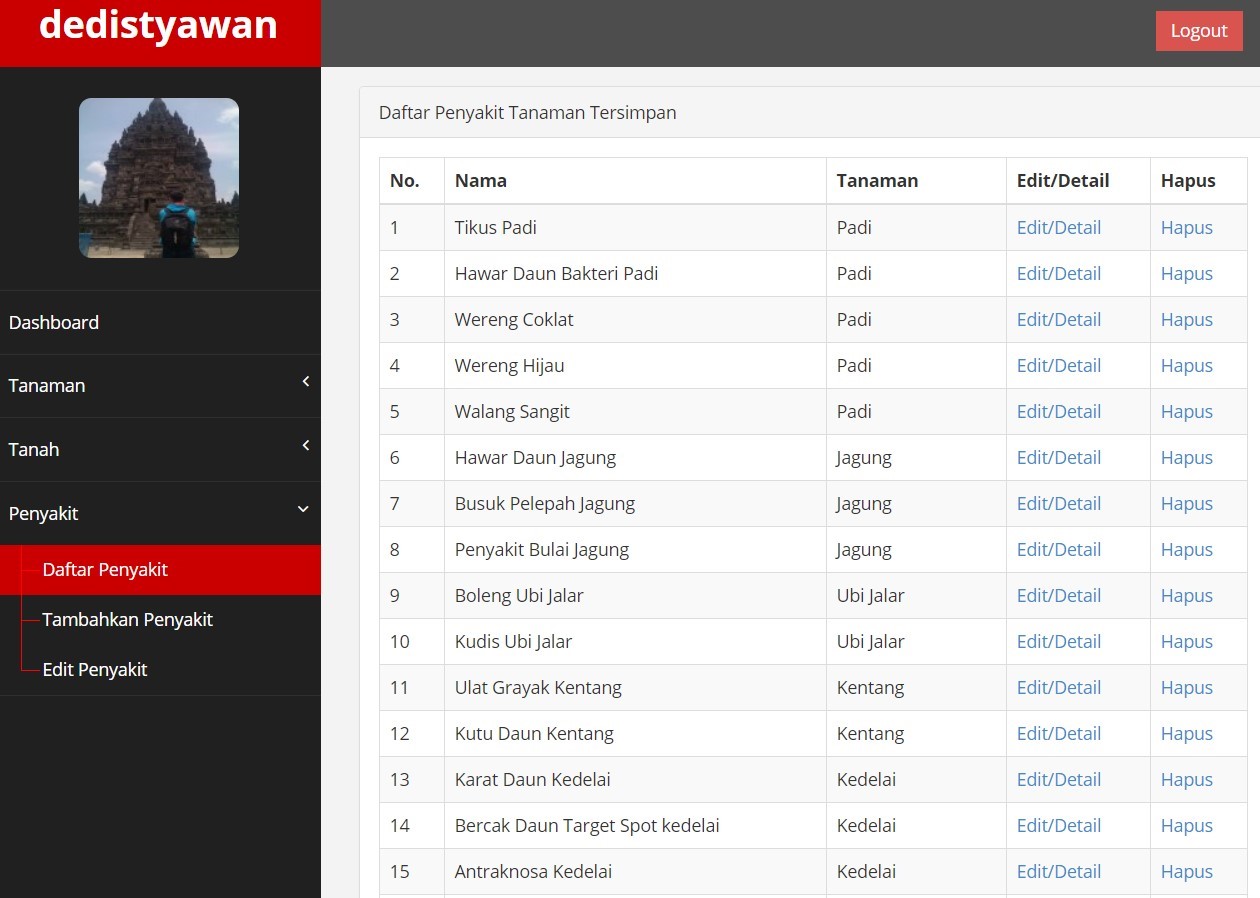 dedistyawan
Logout
Dashboard
Tanaman
Tanah
Penyakit
Daftar Penyakit
Tambahkan Penyakit
Edit Penyakit
Daftar Penyakit Tanaman Tersimpan
No. Nama Tanaman Edit/Detail Hapus
1 Tikus Padi Padi Edit/Detail Hapus
2 Hawar Daun Bakteri Padi Padi Edit/Detail Hapus
3 Wereng Coklat Padi Edit/Detail Hapus
4 Wereng Hijau Padi Edit/Detail Hapus
5 Walang Sangit Padi Edit/Detail Hapus
6 Hawar Daun Jagung Jagung Edit/Detail Hapus
7 Busuk Pelepah Jagung Jagung Edit/Detail Hapus
8 Penyakit Bulai Jagung Jagung Edit/Detail Hapus
9 Boleng Ubi Jalar Ubi Jalar Edit/Detail Hapus
10 Kudis Ubi Jalar Ubi Jalar Edit/Detail Hapus
11 Ulat Grayak Kentang Kentang Edit/Detail Hapus
12 Kutu Daun Kentang Kentang Edit/Detail Hapus
13 Karat Daun Kedelai Kedelai Edit/Detail Hapus
14 Bercak Daun Target Spot kedelai Kedelai Edit/Detail Hapus
15 Antraknosa Kedelai Kedelai Edit/Detail Hapus